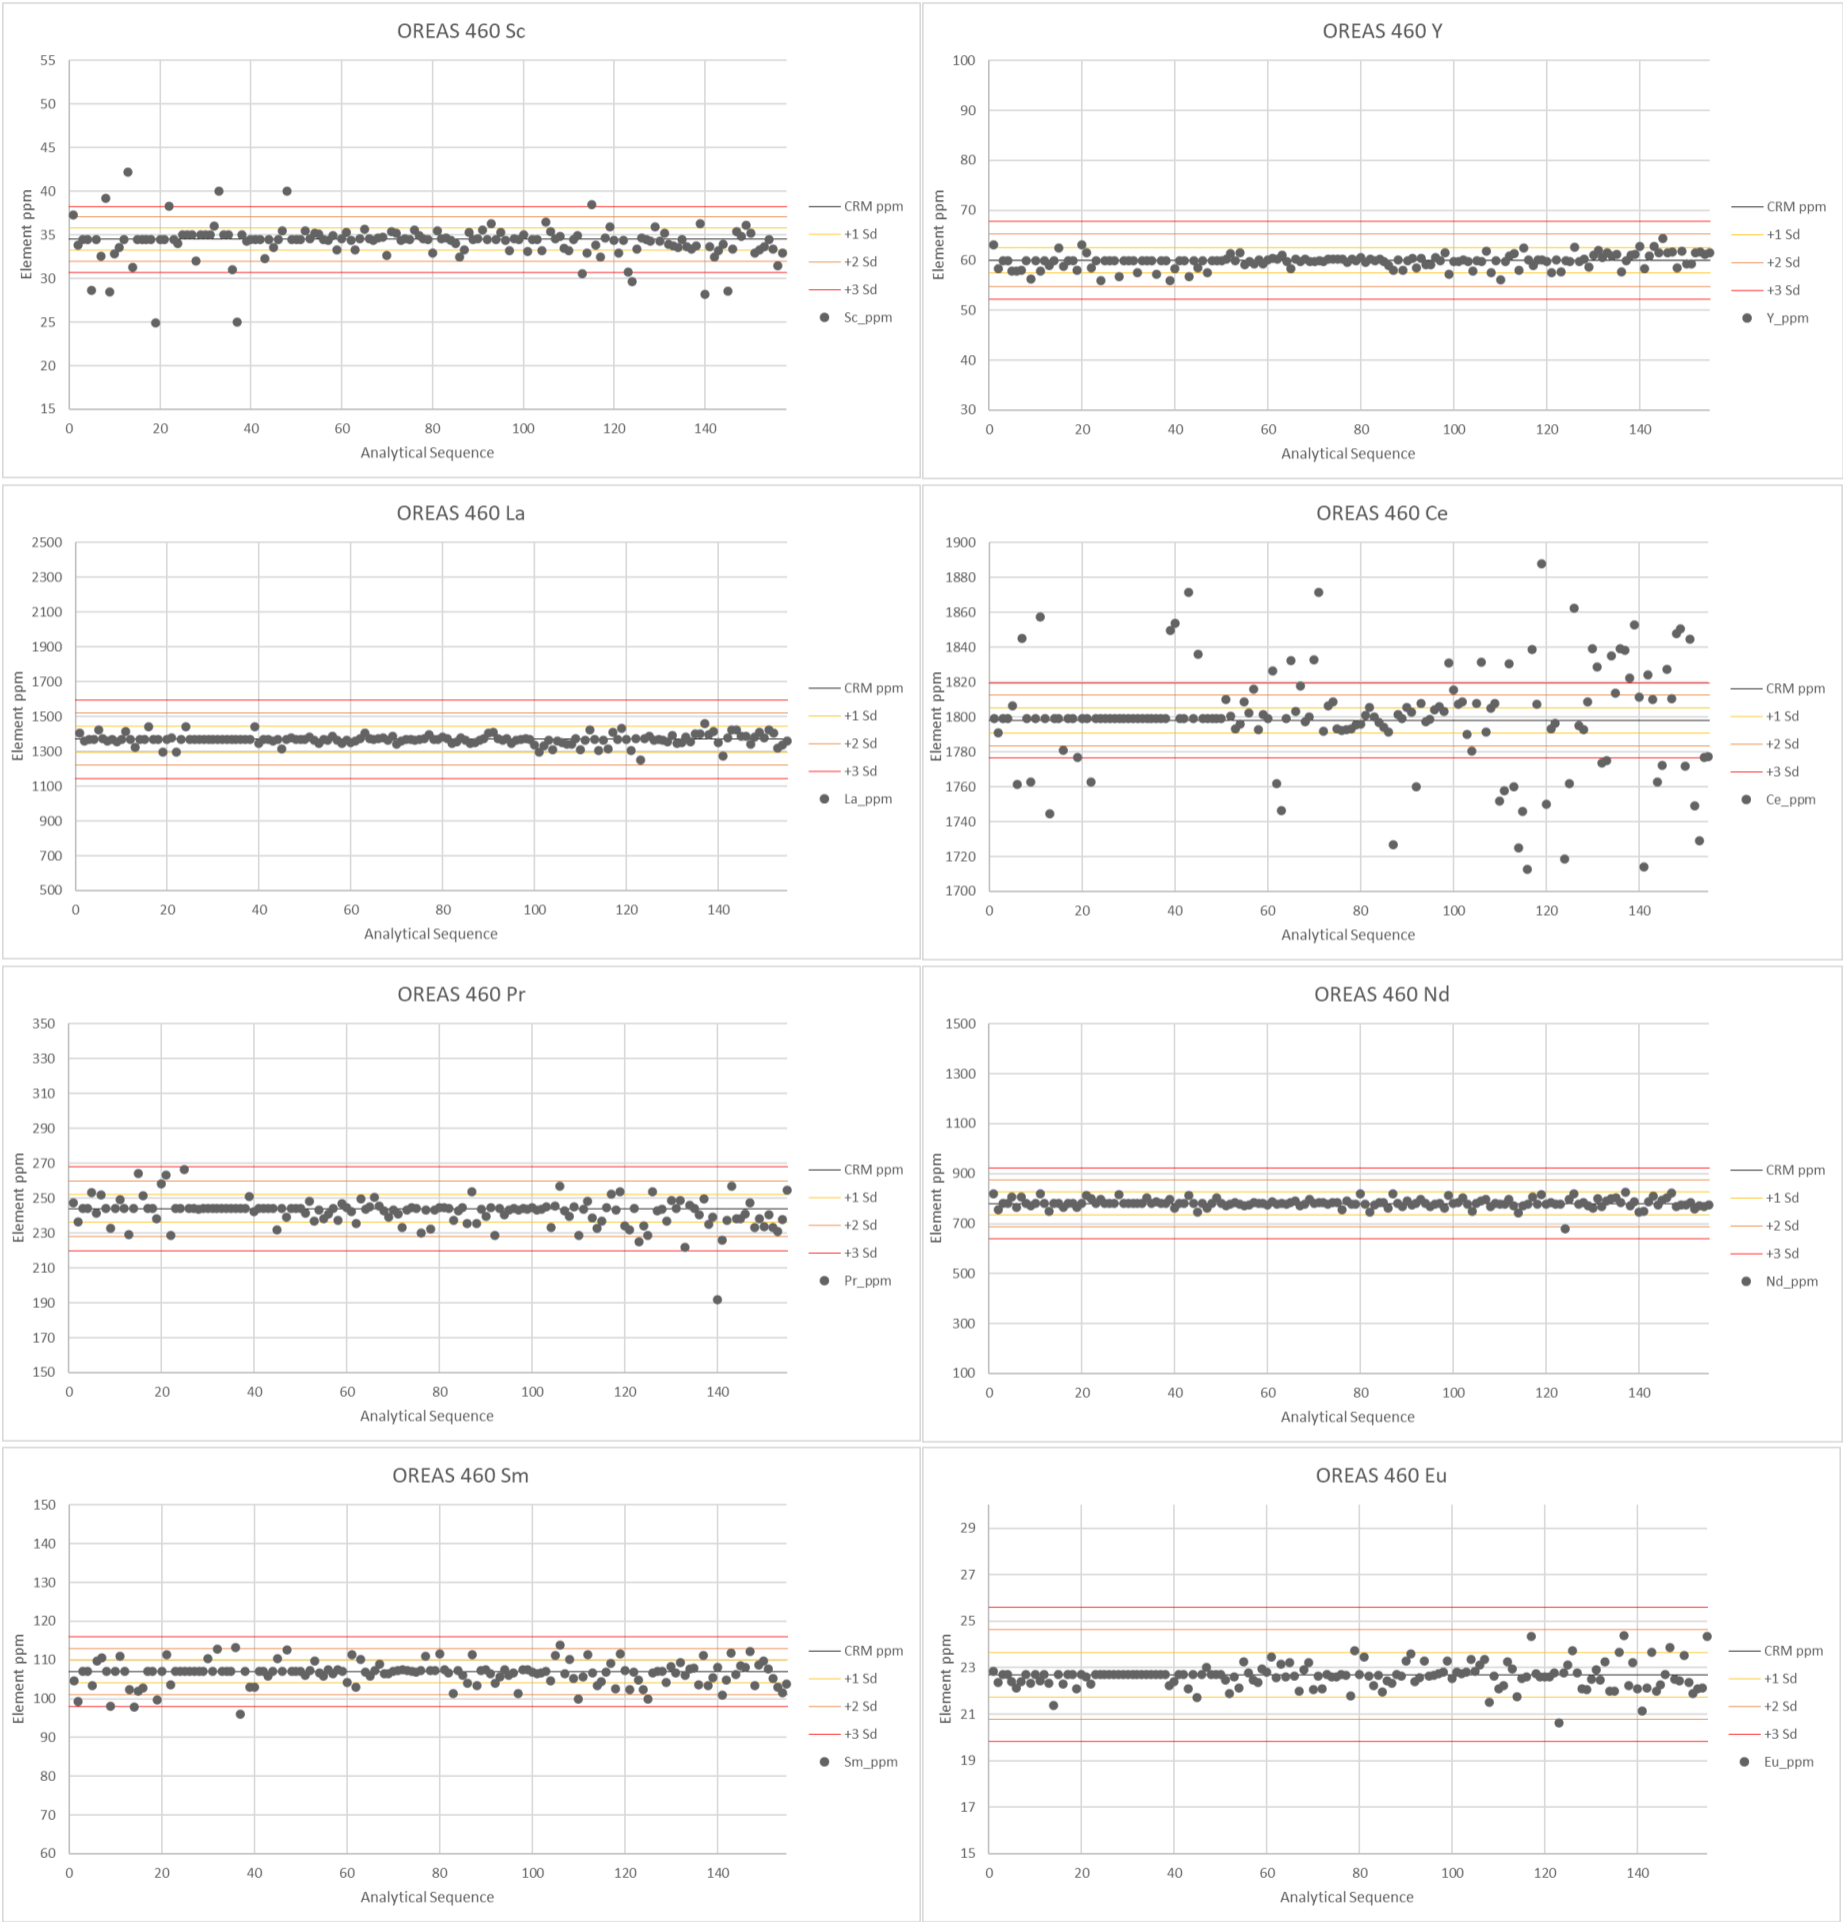 OREAS 460 Sc
55
50
45
40
35
30
25
20
15
Element ppm
0 20 40 60 80 100 120 140
Analytical Sequence
CRM ppm
+1 Sd
+2 Sd
+3 Sd
Sc_ppm
OREAS 460 Y
100
90
80
70
60
50
40
30
Element ppm
0 20 40 60 80 100 120 140
Analytical Sequence
CRM ppm
+1 Sd
+2 Sd
+3 Sd
Y_ppm
OREAS 460 La
2500
2300
2100
1900
1700
1500
1300
1100
900
700
500
Element ppm
0 20 40 60 80 100 120 140
Analytical Sequence
CRM ppm
+1 Sd
+2 Sd
+3 Sd
La_ppm
OREAS 460 Ce
1900
1880
1860
1840
1820
1800
1780
1760
1740
1720
1700
Element ppm
0 20 40 60 80 100 120 140
Analytical Sequence
CRM ppm
+1 Sd
+2 Sd
+3 Sd
Ce_ppm
OREAS 460 Pr
350
330
310
290
270
250
230
210
190
170
150
Element ppm
0 20 40 60 80 100 120 140
Analytical Sequence
CRM ppm
+1 Sd
+2 Sd
+3 Sd
Pr_ppm
OREAS 460 Nd
1500
1300
1100
900
700
500
300
100
Element ppm
0 20 40 60 80 100 120 140
Analytical Sequence
CRM ppm
+1 Sd
+2 Sd
+3 Sd
Nd_ppm
OREAS 460 Sm
150
140
130
120
110
100
90
80
70
60
Element ppm
0 20 40 60 80 100 120 140
Analytical Sequence
CRM ppm
+1 Sd
+2 Sd
+3 Sd
Sm_ppm
OREAS 460 Eu
29
27
25
23
21
19
17
15
Element ppm
0 20 40 60 80 100 120 140
Analytical Sequence
CRM ppm
+1 Sd
+2 Sd
+3 Sd
Eu_ppm